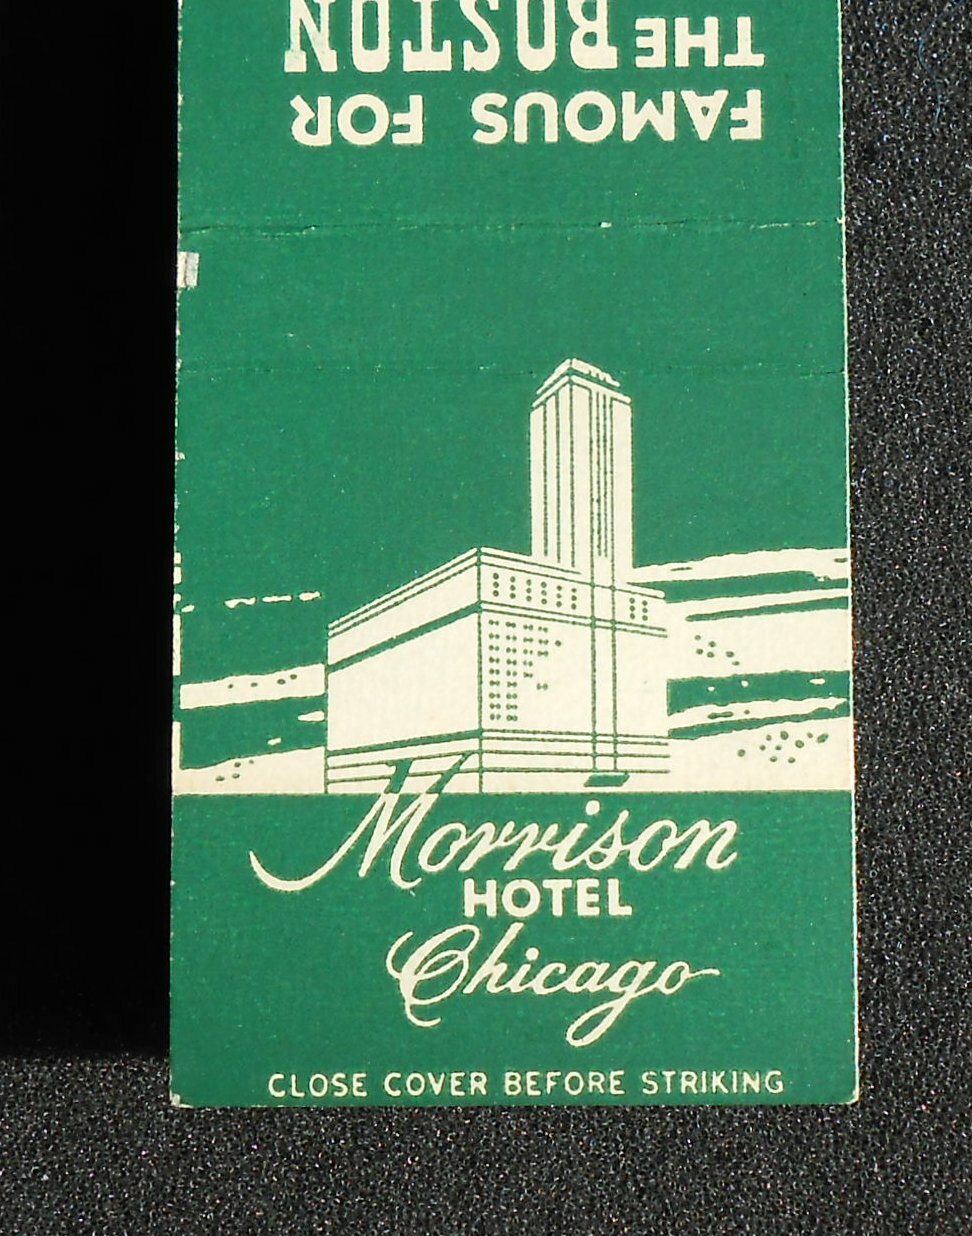 FAMOUS FOR
THE BOSTON
Morrison
HOTEL
Chicago
CLOSE COVER BEFORE STRIKING